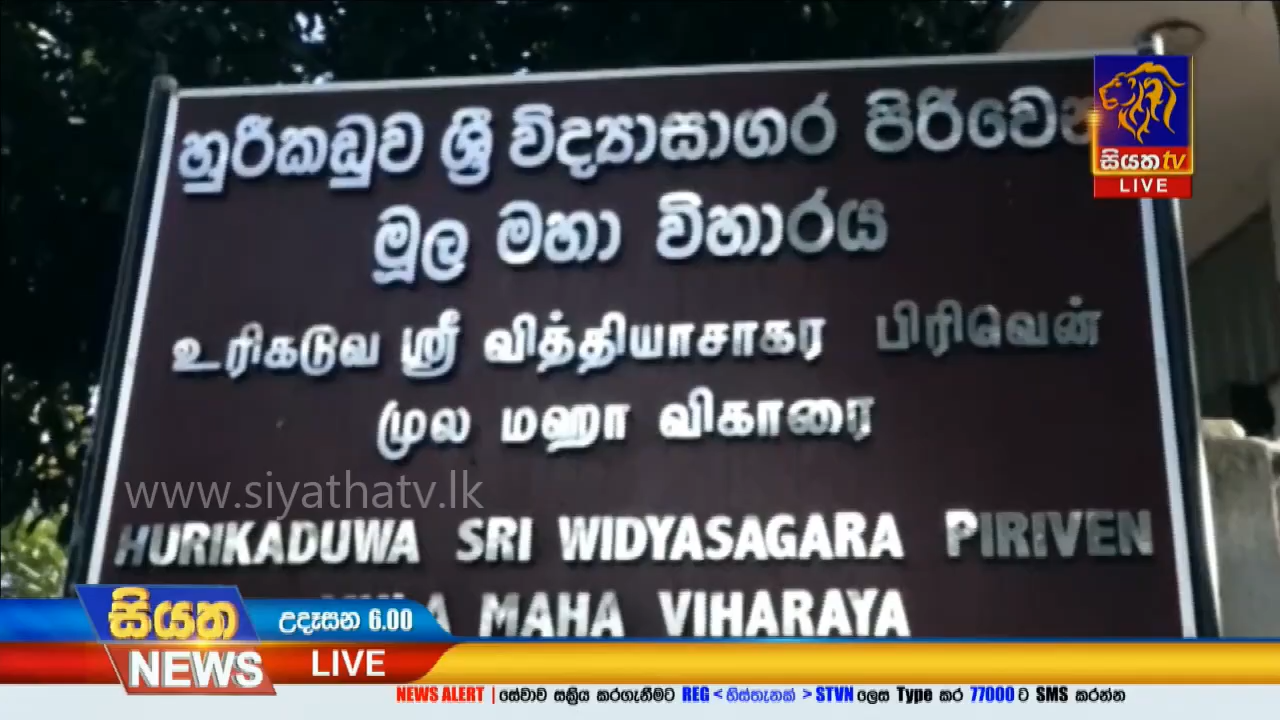 හුරිකඩුව ශ්‍රී විද්‍යාසාගර පිරිවෙන්
මූල මහා විහාරය
உரிகடுவ ஸ்ரீ வித்தியாசாகர பிரிவென்
முல மஹா விகாரை
HURIKADUWA SRI WIDYASAGARA PIRIVEN
MAHA VIHARAYA
සියත tv
LIVE
www.siyathatv.lk
සියත
NEWS
උදෑසන 6.00
LIVE
NEWS ALERT | සේවාව සක්‍රීය කරගැනීමට REG < හිස්තැනක් > STVN ලෙස Type කර 77000 ට SMS කරන්න